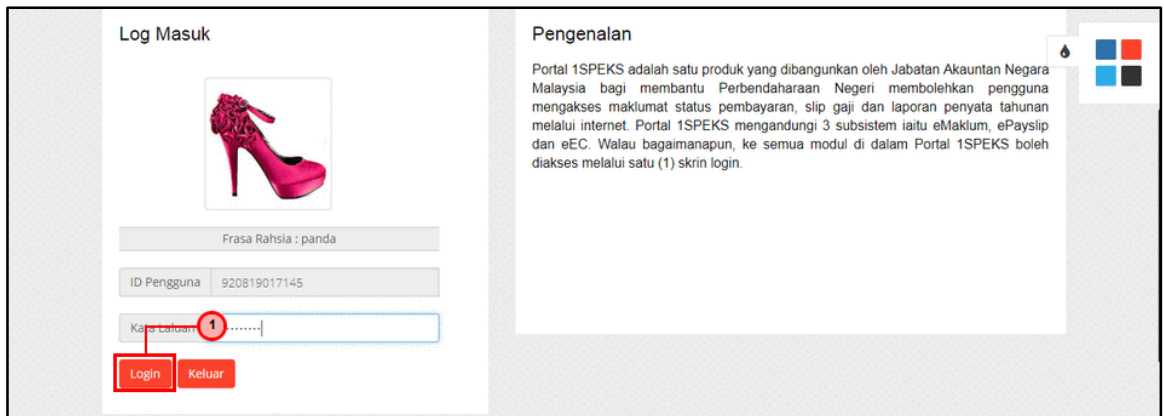 Log Masuk
Frasa Rahsia : panda
ID Pengguna 920819017145
Kata Laluan 1 ........
Login Keluar
Pengenalan
Portal 1SPEKS adalah satu produk yang dibangunkan oleh Jabatan Akauntan Negara
Malaysia bagi membantu Perbendaharaan Negeri membolehkan pengguna
mengakses maklumat status pembayaran, slip gaji dan laporan penyata tahunan
melalui internet. Portal 1SPEKS mengandungi 3 subsistem iaitu eMaklum, ePayslip
dan eEC. Walau bagaimanapun, ke semua modul di dalam Portal 1SPEKS boleh
diakses melalui satu (1) skrin login.